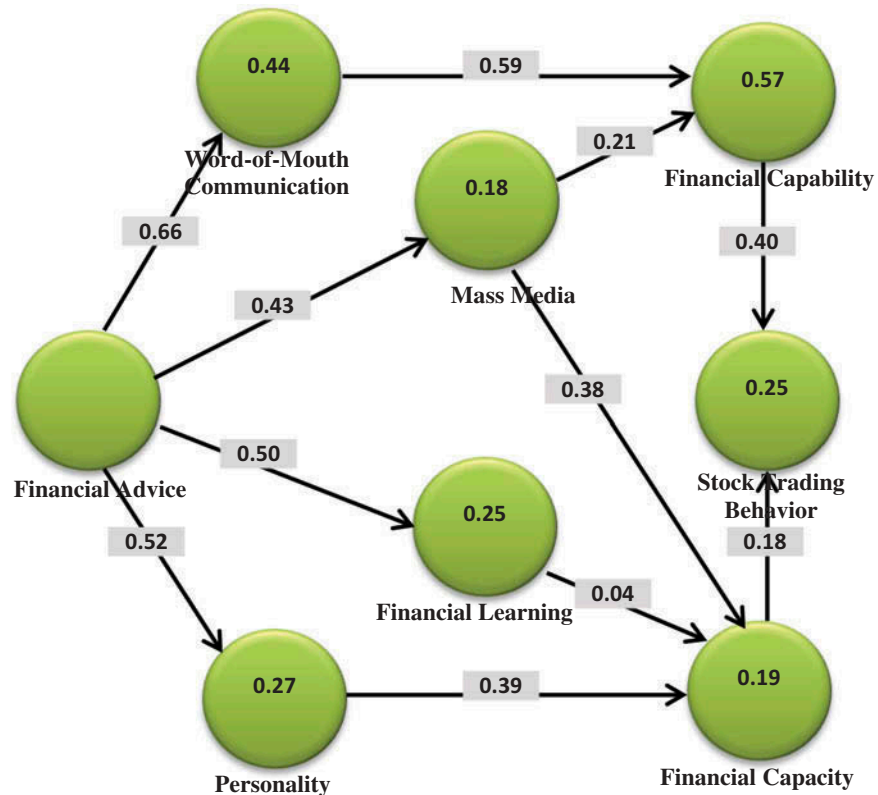 0.44
0.59
0.57
Word-of-Mouth
Communication
0.21
Financial Capability
0.18
0.66
0.40
0.43
Mass Media
0.38
0.25
0.50
Financial Advice
Stock Trading
Behavior
0.25
0.52
0.18
0.04
Financial Learning
0.27
0.39
0.19
Personality
Financial Capacity